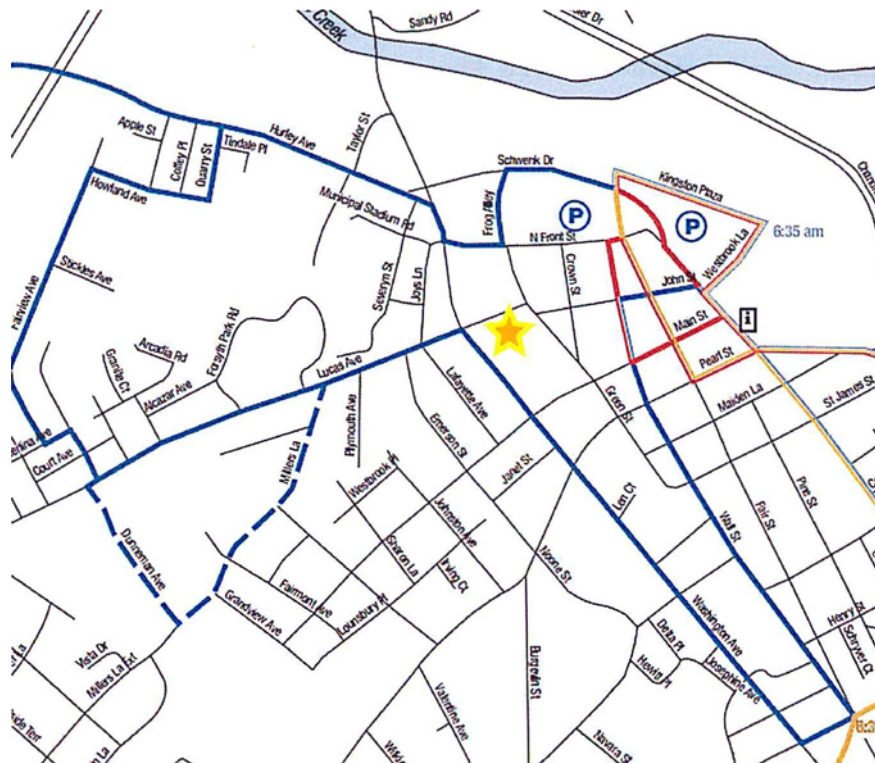 Sandy Rd
Creek
Taylor St
Apple St
Coffey Pl
Quarry St
Tindale Pl
Hurley Ave
Schwenk Dr
Kingston Plaza
Howland Ave
Municipal Stadium Rd
Frog Alley
P
P
N Front St
Westbrook La
6:35 am
Stickles Ave
Severyn St
Joys Ln
Crown St
John St
Fairview Ave
i
Main St
Arcadia Rd
Forsyth Park Rd
Granite Ct
Lucas Ave
Pearl St
Alcazar Ave
Lafayette Ave
Green St
Maiden La
St James St
Plymouth Ave
Emerson St
Court Ave
Millers La
Janet St
Westbrook Pl
Len Ct
Fair St
Pine St
Johnston Ave
Wall St
Dunneman Ave
Sharon La
Irving Ct
Noone St
Fairmont Ave
Grandview Ave
Lounsbury Pl
Washington Ave
Henry St
Schryver Ct
Delta Pl
Burgevin St
Hewitt Pl
Josephine Ave
Vista Dr
Millers La Ext
Valentine Ave
Navara St